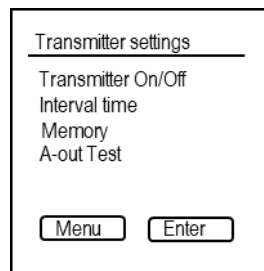 Transmitter settings
Transmitter On/Off
Interval time
Memory
A-out Test
Menu Enter